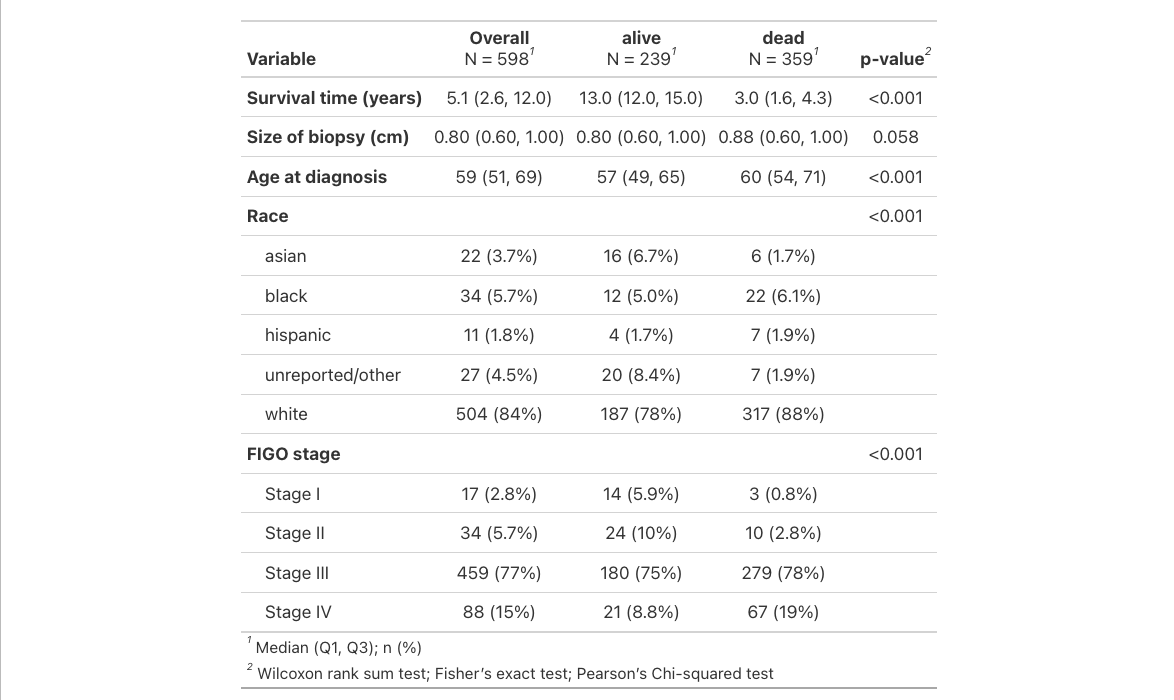 Variable Overall N = 598¹ alive N = 239¹ dead N = 359¹ p-value²
Survival time (years) 5.1 (2.6, 12.0) 13.0 (12.0, 15.0) 3.0 (1.6, 4.3) <0.001
Size of biopsy (cm) 0.80 (0.60, 1.00) 0.80 (0.60, 1.00) 0.88 (0.60, 1.00) 0.058
Age at diagnosis 59 (51, 69) 57 (49, 65) 60 (54, 71) <0.001
Race <0.001
asian 22 (3.7%) 16 (6.7%) 6 (1.7%)
black 34 (5.7%) 12 (5.0%) 22 (6.1%)
hispanic 11 (1.8%) 4 (1.7%) 7 (1.9%)
unreported/other 27 (4.5%) 20 (8.4%) 7 (1.9%)
white 504 (84%) 187 (78%) 317 (88%)
FIGO stage <0.001
Stage I 17 (2.8%) 14 (5.9%) 3 (0.8%)
Stage II 34 (5.7%) 24 (10%) 10 (2.8%)
Stage III 459 (77%) 180 (75%) 279 (78%)
Stage IV 88 (15%) 21 (8.8%) 67 (19%)
¹ Median (Q1, Q3); n (%)
² Wilcoxon rank sum test; Fisher's exact test; Pearson's Chi-squared test